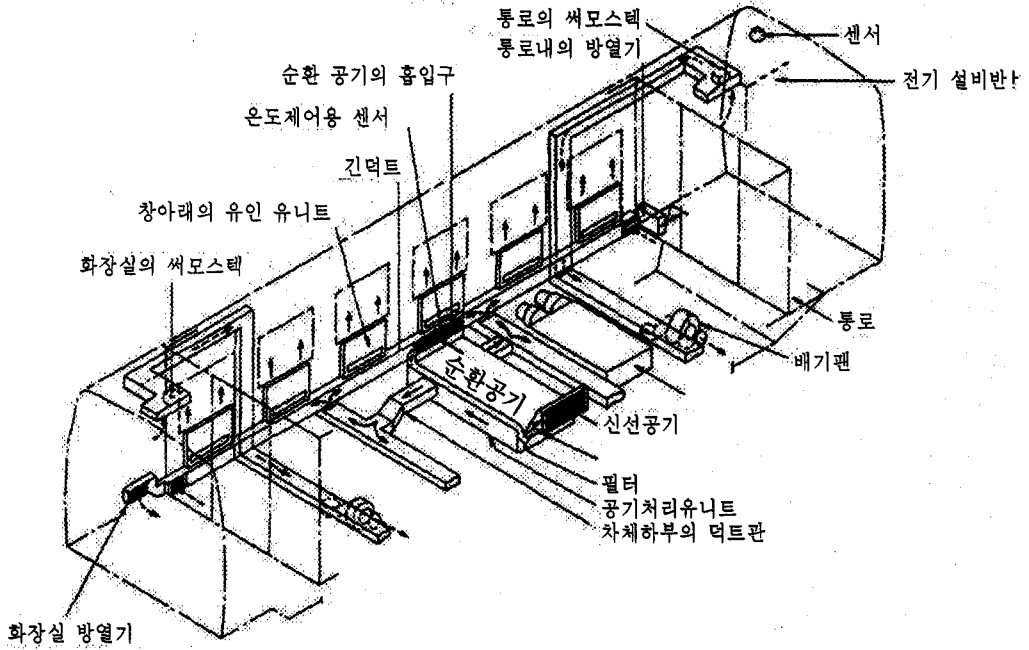 통로의 써모스텍
통로내의 방열기
센서
순환 공기의 흡입구
전기 설비반
온도제어용 센서
긴덕트
창아래의 유인 유니트
화장실의 써모스텍
통로
배기팬
순환공기
신선공기
필터
공기처리유니트
차체하부의 덕트관
화장실 방열기